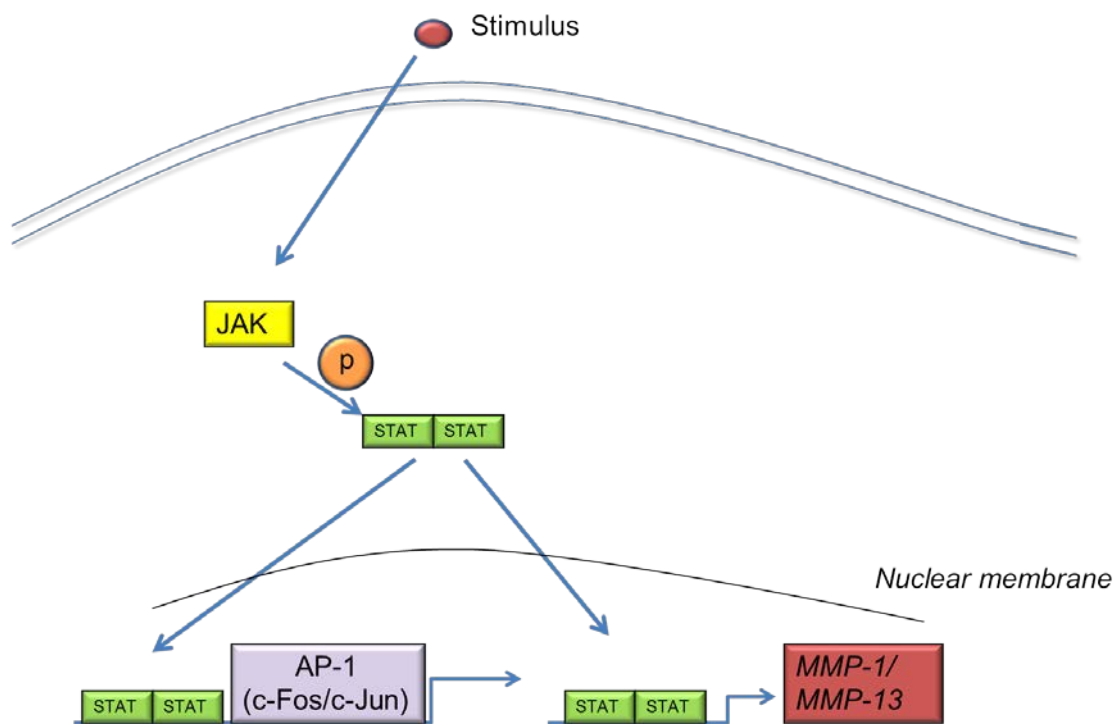 Stimulus
JAK
p
STAT STAT
Nuclear membrane
AP-1
(c-Fos/c-Jun)
STAT STAT
STAT STAT
MMP-1/
MMP-13